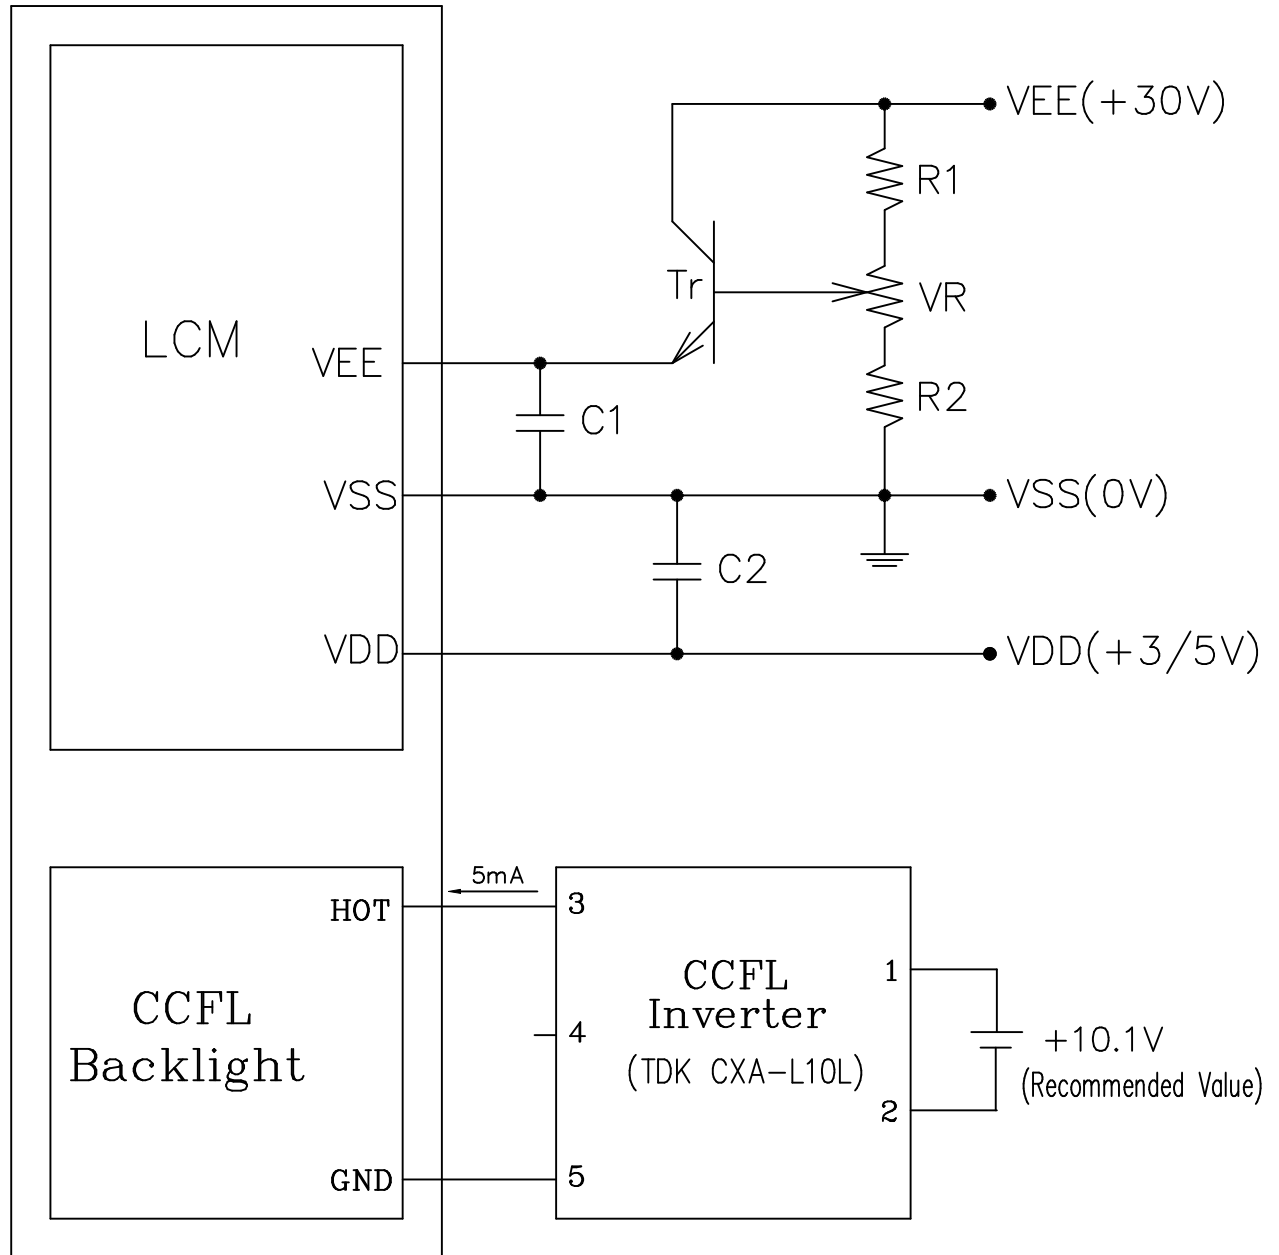 VEE(+30V)
R1
Tr
VR
LCM
VEE
R2
C1
VSS
VSS(0V)
C2
VDD
VDD(+3/5V)
5mA
HOT
3
CCFL
Inverter
(TDK CXA-L10L)
1
CCFL
Backlight
4
+10.1V
(Recommended Value)
2
GND
5